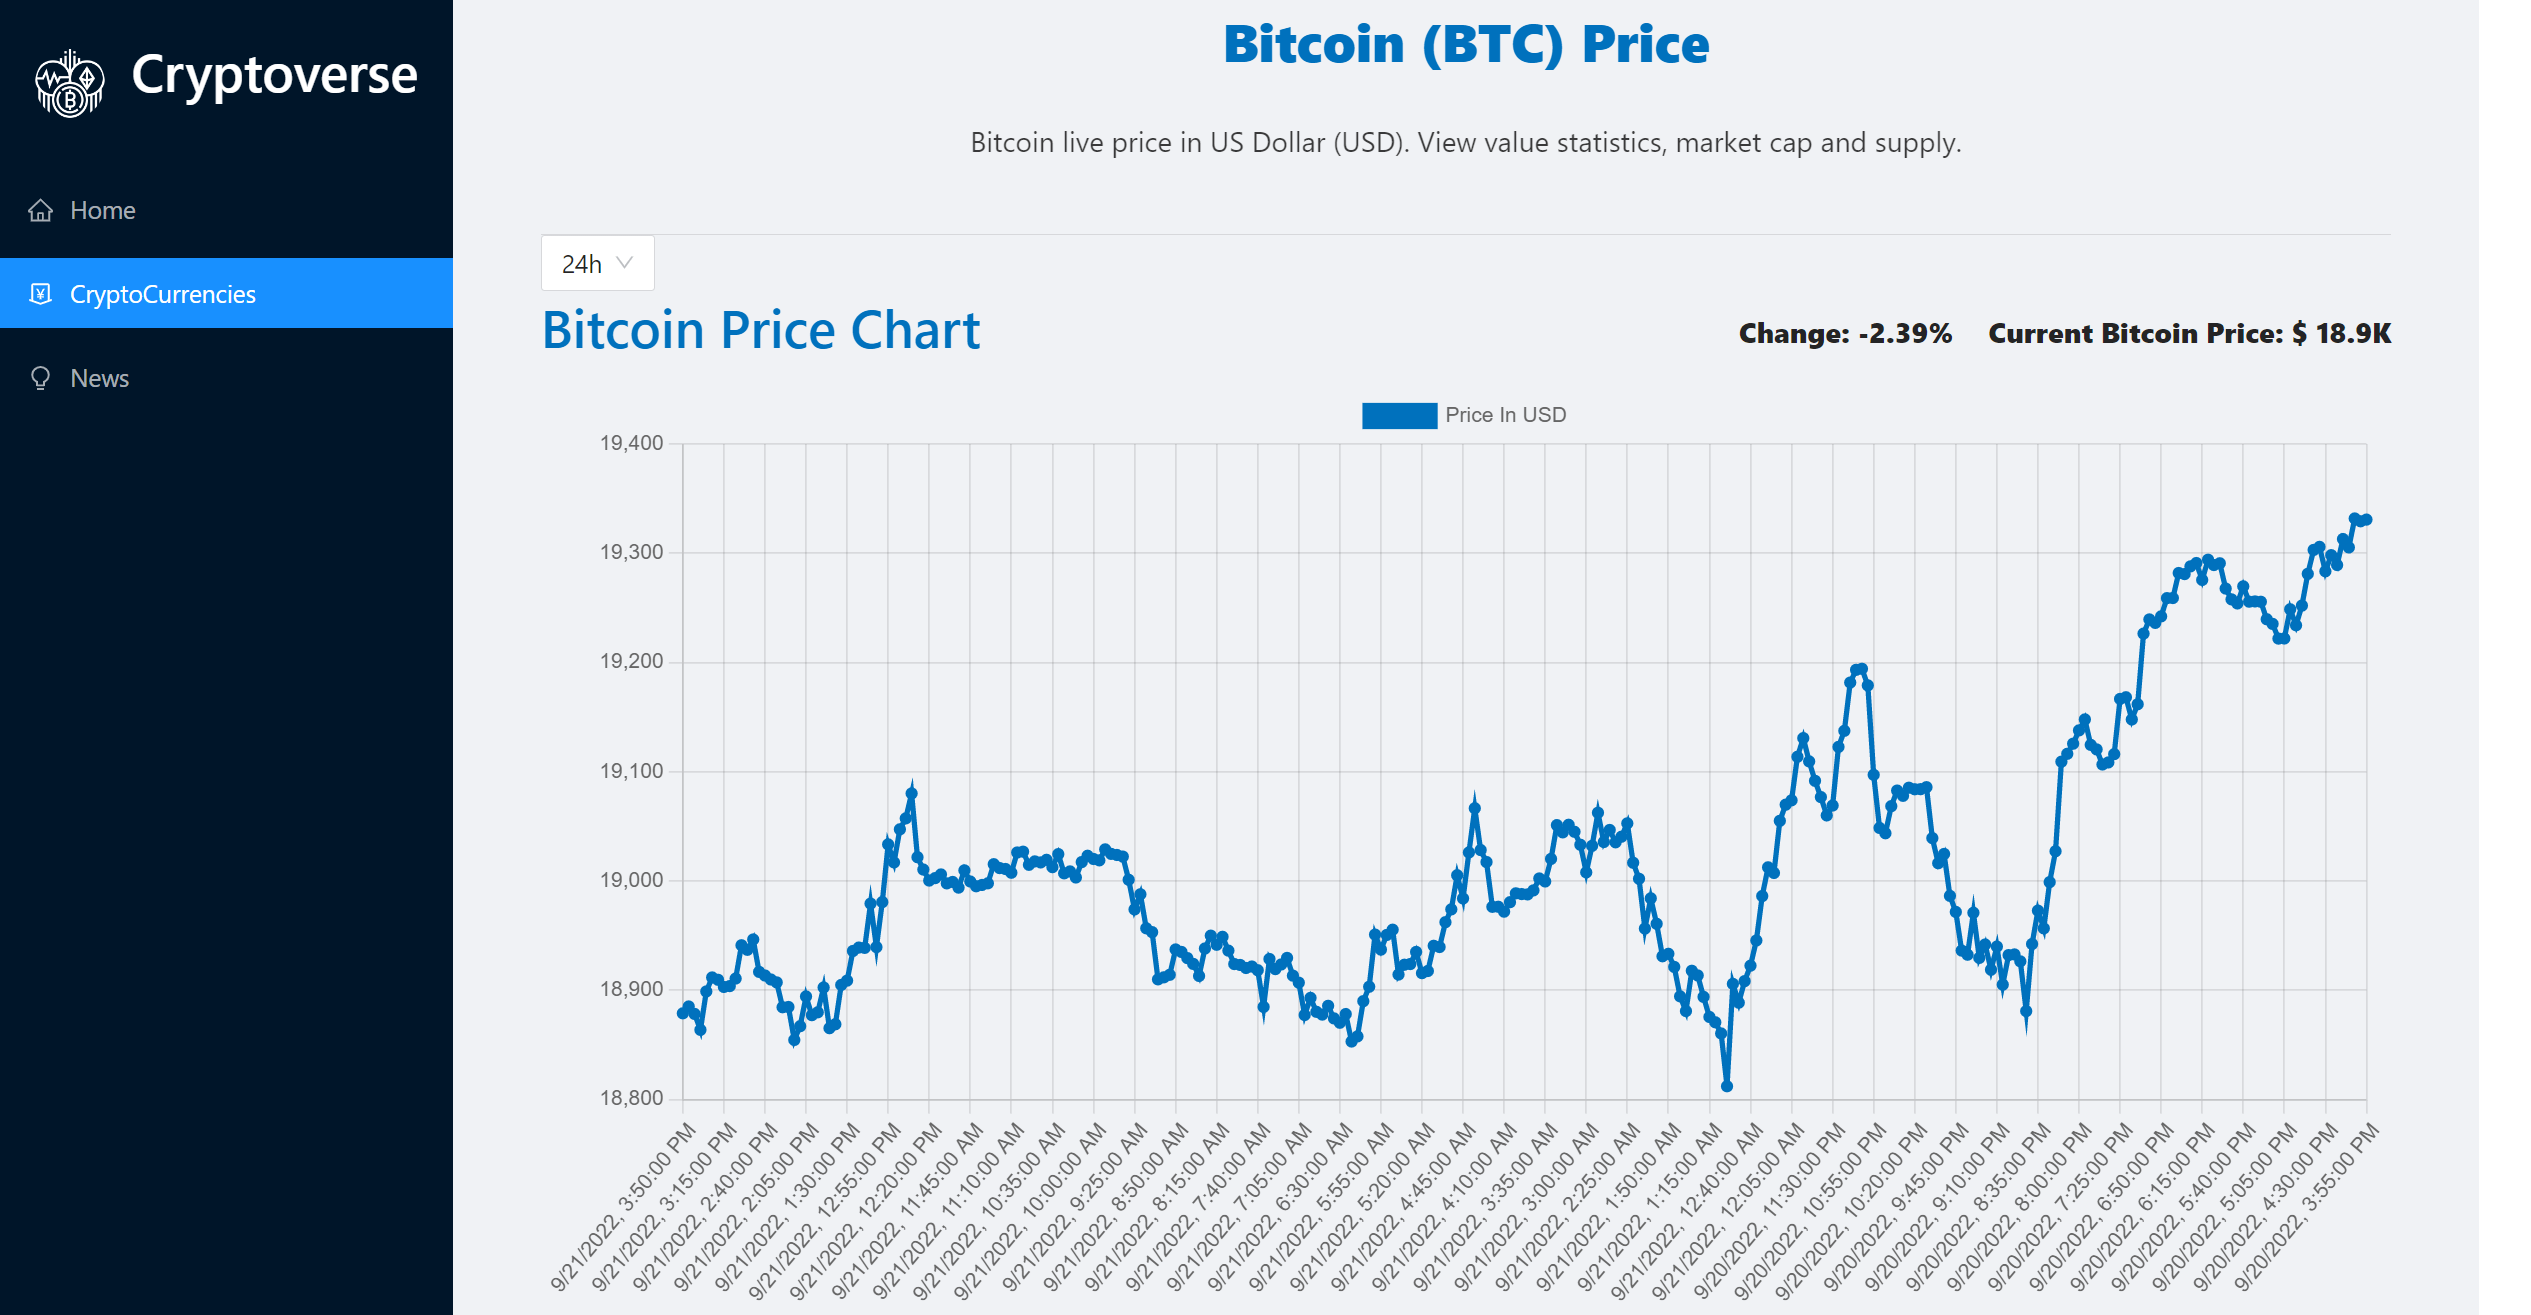 Cryptoverse
Home
CryptoCurrencies
News
Bitcoin (BTC) Price
Bitcoin live price in US Dollar (USD). View value statistics, market cap and supply.
24h
Bitcoin Price Chart
Change: -2.39%
Current Bitcoin Price: $ 18.9K
Price In USD
19,400
19,300
19,200
19,100
19,000
18,900
18,800
9/21/2022, 3:50:00 PM
9/21/2022, 3:15:00 PM
9/21/2022, 2:40:00 PM
9/21/2022, 2:05:00 PM
9/21/2022, 1:30:00 PM
9/21/2022, 12:55:00 PM
9/21/2022, 12:20:00 PM
9/21/2022, 11:45:00 AM
9/21/2022, 11:10:00 AM
9/21/2022, 10:35:00 AM
9/21/2022, 10:00:00 AM
9/21/2022, 9:25:00 AM
9/21/2022, 8:50:00 AM
9/21/2022, 8:15:00 AM
9/21/2022, 7:40:00 AM
9/21/2022, 7:05:00 AM
9/21/2022, 6:30:00 AM
9/21/2022, 5:55:00 AM
9/21/2022, 5:20:00 AM
9/21/2022, 4:45:00 AM
9/21/2022, 4:10:00 AM
9/21/2022, 3:35:00 AM
9/21/2022, 3:00:00 AM
9/21/2022, 2:25:00 AM
9/21/2022, 1:50:00 AM
9/21/2022, 1:15:00 AM
9/21/2022, 12:40:00 AM
9/21/2022, 12:05:00 AM
9/20/2022, 11:30:00 PM
9/20/2022, 10:55:00 PM
9/20/2022, 10:20:00 PM
9/20/2022, 9:45:00 PM
9/20/2022, 9:10:00 PM
9/20/2022, 8:35:00 PM
9/20/2022, 8:00:00 PM
9/20/2022, 7:25:00 PM
9/20/2022, 6:50:00 PM
9/20/2022, 6:15:00 PM
9/20/2022, 5:40:00 PM
9/20/2022, 5:05:00 PM
9/20/2022, 4:30:00 PM
9/20/2022, 3:55:00 PM